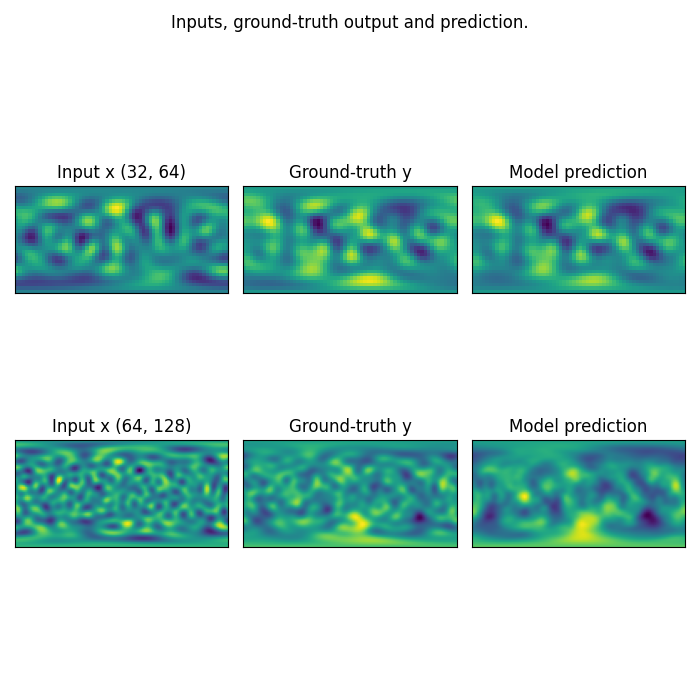 Inputs, ground-truth output and prediction.
Input x (32, 64)
Ground-truth y
Model prediction
Input x (64, 128)
Ground-truth y
Model prediction